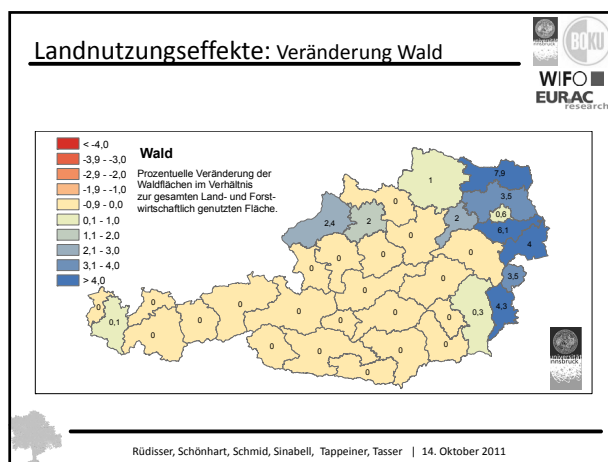 Landnutzungseffekte: Veränderung Wald
BOKU
WIFO
EURAC
research
< -4,0
-3,9 - -3,0
-2,9 - -2,0
-1,9 - -1,0
-0,9 - 0,0
0,1 - 1,0
1,1 - 2,0
2,1 - 3,0
3,1 - 4,0
> 4,0
Wald
Prozentuelle Veränderung der
Waldflächen im Verhältnis
zur gesamten Land- und Forst-
wirtschaftlich genutzten Fläche.
1
7,9
3,5
0
0,6
2,4
2
2
0
6,1
4
0
0
0
0
3,5
0
0
0
0
0,1
0
0
0
0
0
0
0
0
0
0,3
4,3
0
0
0
0
0
0
Rüdisser, Schönhart, Schmid, Sinabell, Tappeiner, Tasser | 14. Oktober 2011